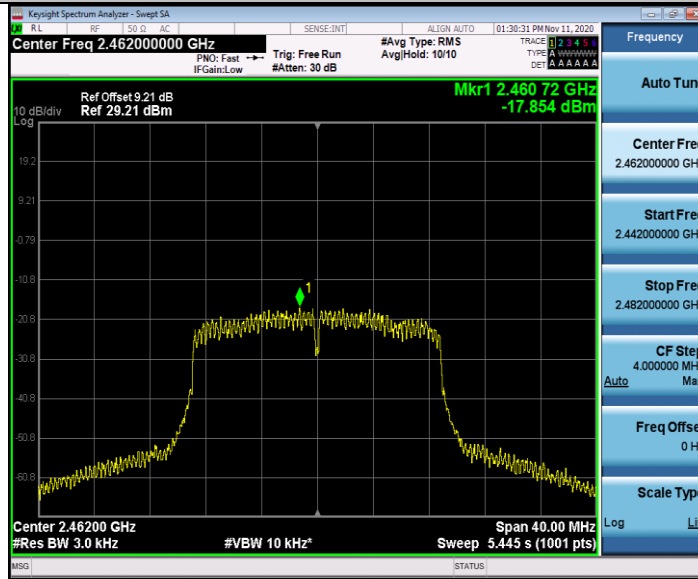 Keysight Spectrum Analyzer - Swept SA
RL RF 50 Ω AC SENSE:INT ALIGN AUTO 01:30:31 PM Nov 11, 2020
Center Freq 2.462000000 GHz
PNO: Fast
IFGain:Low
Trig: Free Run
#Atten: 30 dB
#Avg Type: RMS
Avg|Hold: 10/10
TRACE 1 2 3 4 5 6
TYPE A WWWWW
DET A A A A A A
Ref Offset 9.21 dB
Ref 29.21 dBm
10 dB/div
Log
Mkr1 2.460 72 GHz
-17.854 dBm
19.2
9.21
-0.79
-10.8
-20.8
-30.8
-40.8
-50.8
-60.8
1
Center 2.46200 GHz
Span 40.00 MHz
#Res BW 3.0 kHz
#VBW 10 kHz*
Sweep 5.445 s (1001 pts)
MSG
STATUS
Frequency
Auto Tun
Center Fre
2.462000000 GH
Start Fre
2.442000000 GH
Stop Fre
2.482000000 GH
CF Step
4.000000 MH
Auto Ma
Freq Offse
0 H
Scale Type
Log Li